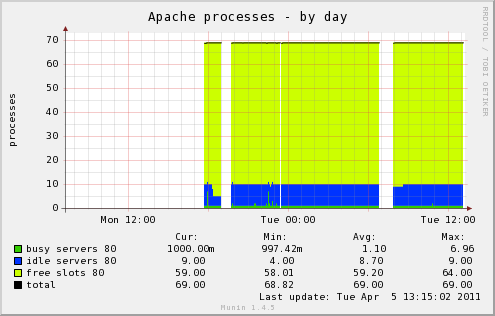 Apache processes - by day
RRDTOOL / TOBI OETIKER
processes
70
60
50
40
30
20
10
0
Mon 12:00 Tue 00:00 Tue 12:00
Cur: Min: Avg: Max:
busy servers 80 1000.00m 997.42m 1.10 6.96
idle servers 80 9.00 4.00 8.70 9.00
free slots 80 59.00 58.01 59.20 64.00
total 69.00 68.82 69.00 69.00
Last update: Tue Apr 5 13:15:02 2011
Munin 1.4.5